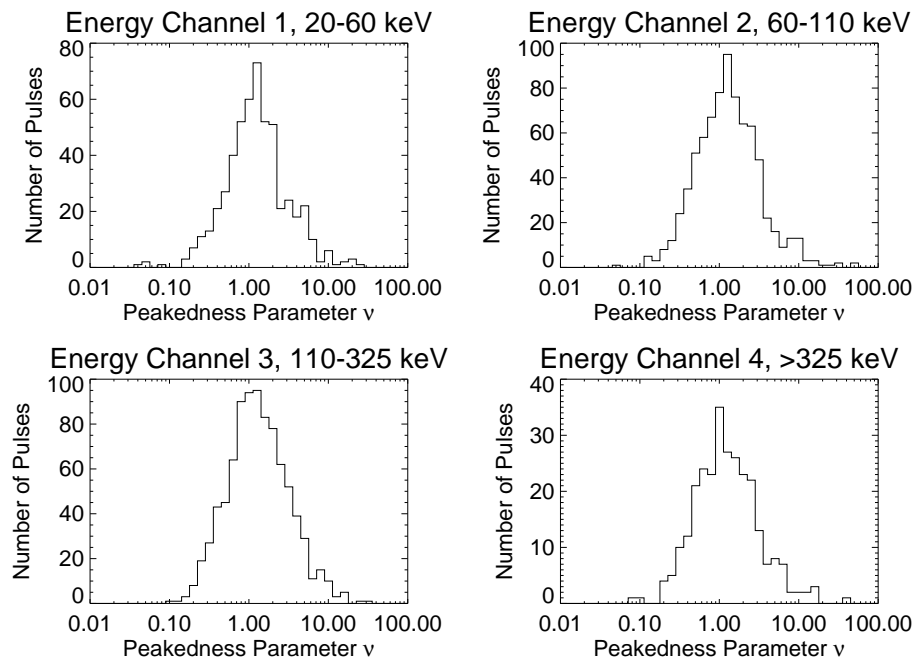 Energy Channel 1, 20-60 keV
80
60
40
20
0
Number of Pulses
0.01 0.10 1.00 10.00 100.00
Peakedness Parameter ν
Energy Channel 2, 60-110 keV
100
80
60
40
20
0
Number of Pulses
0.01 0.10 1.00 10.00 100.00
Peakedness Parameter ν
Energy Channel 3, 110-325 keV
100
80
60
40
20
0
Number of Pulses
0.01 0.10 1.00 10.00 100.00
Peakedness Parameter ν
Energy Channel 4, >325 keV
40
30
20
10
0
Number of Pulses
0.01 0.10 1.00 10.00 100.00
Peakedness Parameter ν